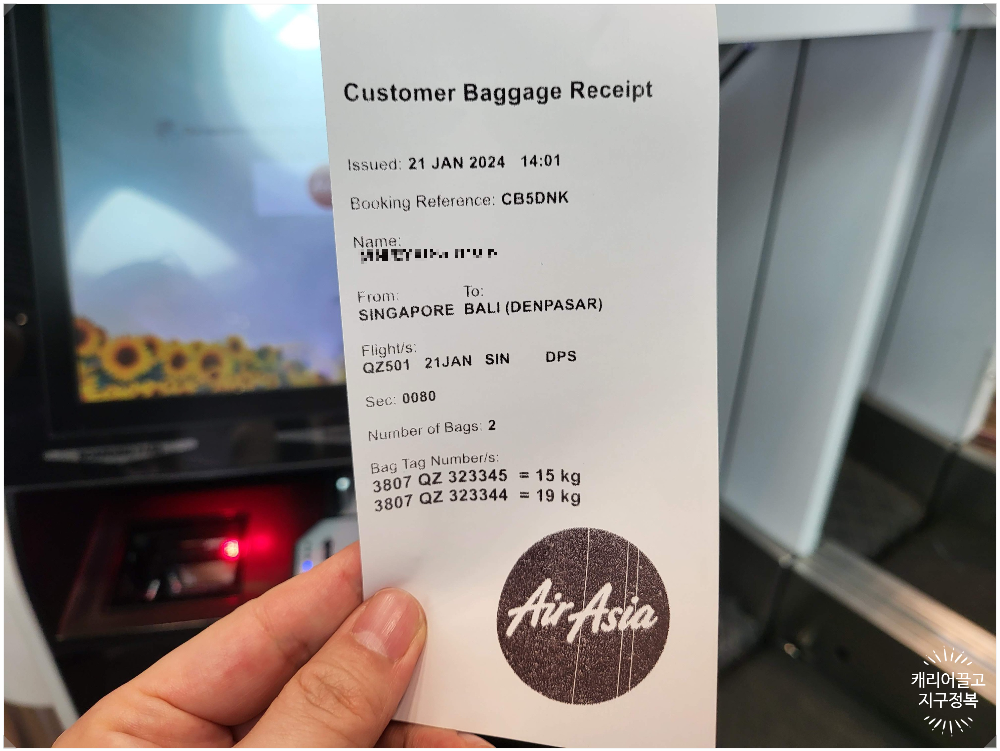 Customer Baggage Receipt
Issued: 21 JAN 2024 14:01
Booking Reference: CB5DNK
Name:
From: To:
SINGAPORE BALI (DENPASAR)
Flight/s:
QZ501 21JAN SIN DPS
Sec: 0080
Number of Bags: 2
Bag Tag Number/s:
3807 QZ 323345 = 15 kg
3807 QZ 323344 = 19 kg
AirAsia
캐리어끌고
지구정복